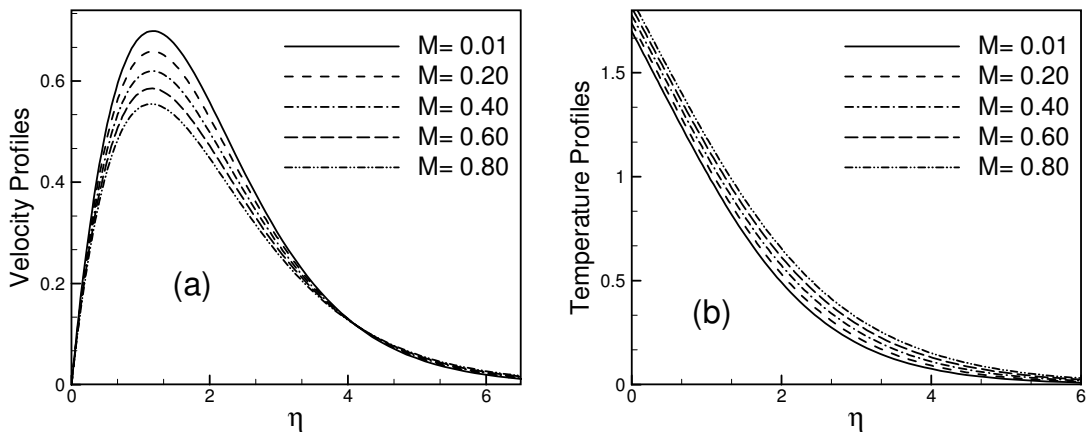 Velocity Profiles
0.6
0.4
0.2
0
0
2
4
6
η
M= 0.01
M= 0.20
M= 0.40
M= 0.60
M= 0.80
(a)
Temperature Profiles
1.5
1
0.5
0
0
2
4
6
η
M= 0.01
M= 0.20
M= 0.40
M= 0.60
M= 0.80
(b)